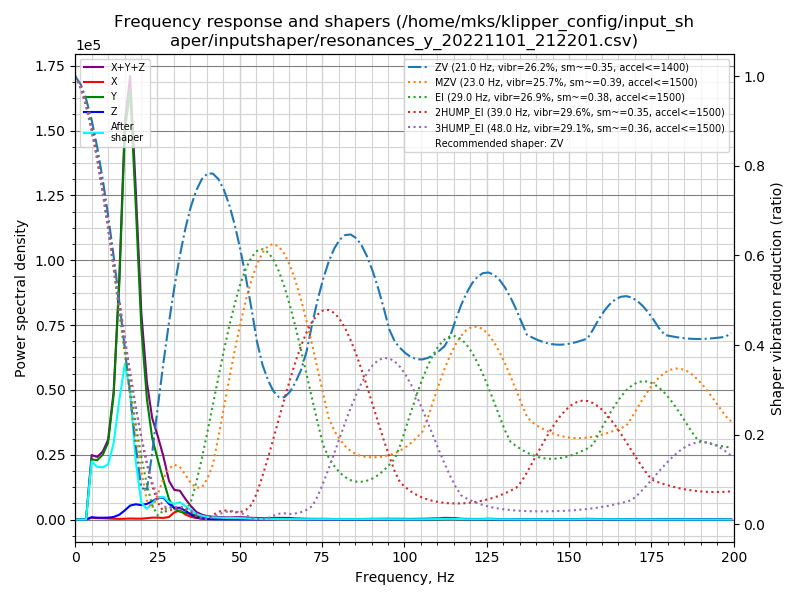 Frequency response and shapers (/home/mks/klipper_config/input_sh
aper/inputshaper/resonances_y_20221101_212201.csv)
1e5
X+Y+Z
X
Y
Z
After
shaper
ZV (21.0 Hz, vibr=26.2%, sm~=0.35, accel<=1400)
MZV (23.0 Hz, vibr=25.7%, sm~=0.39, accel<=1500)
EI (29.0 Hz, vibr=26.9%, sm~=0.38, accel<=1500)
2HUMP_EI (39.0 Hz, vibr=29.6%, sm~=0.35, accel<=1500)
3HUMP_EI (48.0 Hz, vibr=29.1%, sm~=0.36, accel<=1500)
Recommended shaper: ZV
Power spectral density
1.75
1.50
1.25
1.00
0.75
0.50
0.25
0.00
1.0
0.8
0.6
0.4
0.2
0.0
Shaper vibration reduction (ratio)
0 25 50 75 100 125 150 175 200
Frequency, Hz